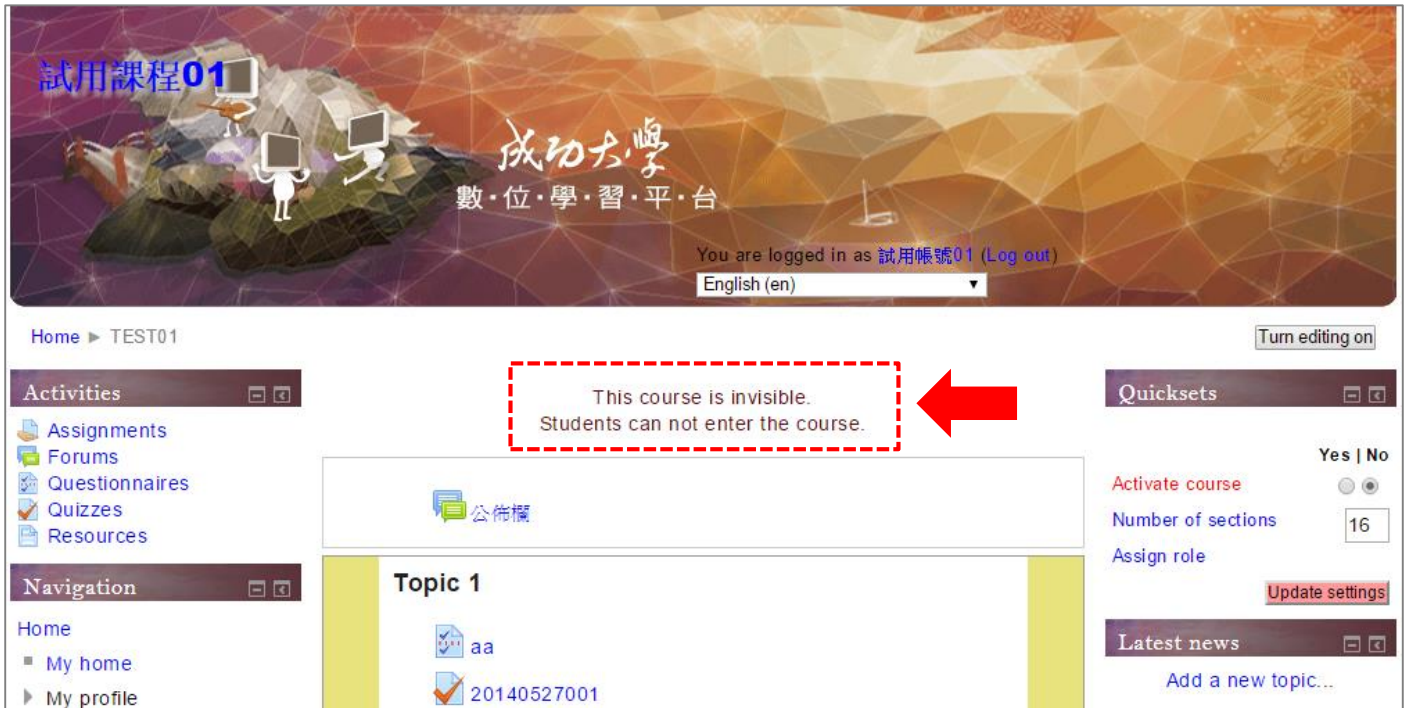 試用課程01
成功大學
數·位·學·習·平·台
You are logged in as 試用帳號01 (Log out)
English (en)
Home ► TEST01
Turn editing on
Activities
Assignments
Forums
Questionnaires
Quizzes
Resources
Navigation
Home
My home
My profile
This course is invisible.
Students can not enter the course.
公佈欄
Topic 1
aa
20140527001
Quicksets
Yes | No
Activate course
Number of sections 16
Assign role
Update settings
Latest news
Add a new topic...